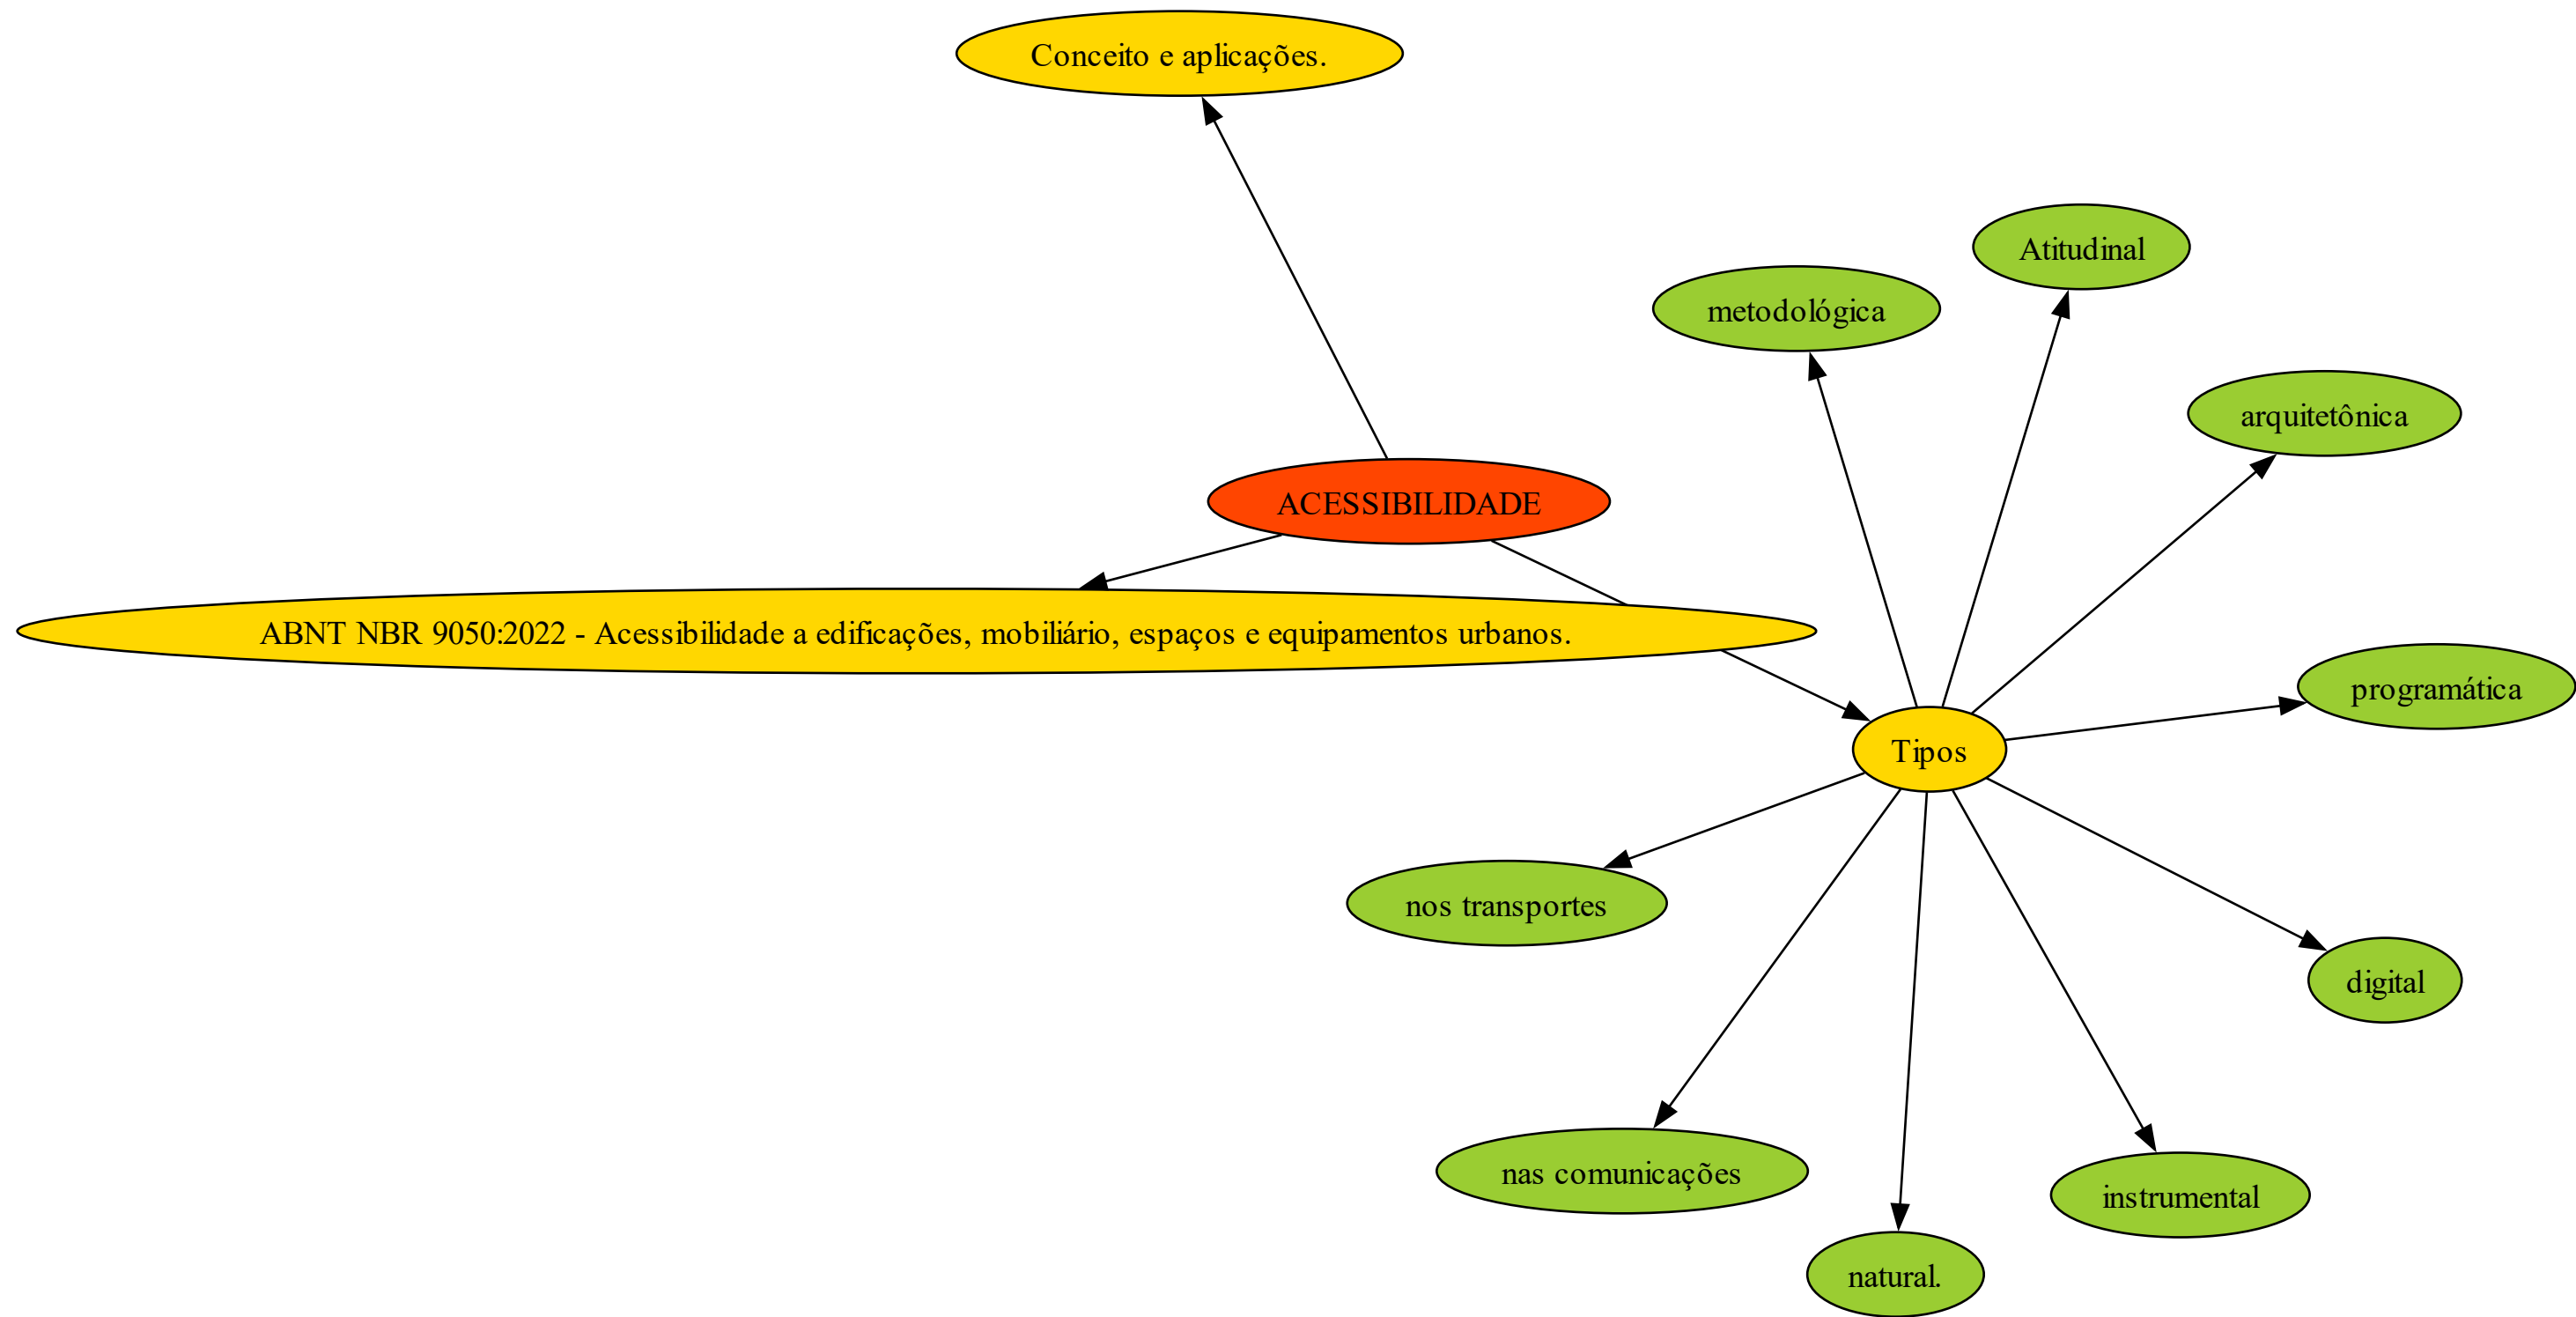 Conceito e aplicações.
Atitudinal
metodológica
arquitetônica
ACESSIBILIDADE
ABNT NBR 9050:2022 - Acessibilidade a edificações, mobiliário, espaços e equipamentos urbanos.
programática
Tipos
nos transportes
digital
nas comunicações
instrumental
natural.